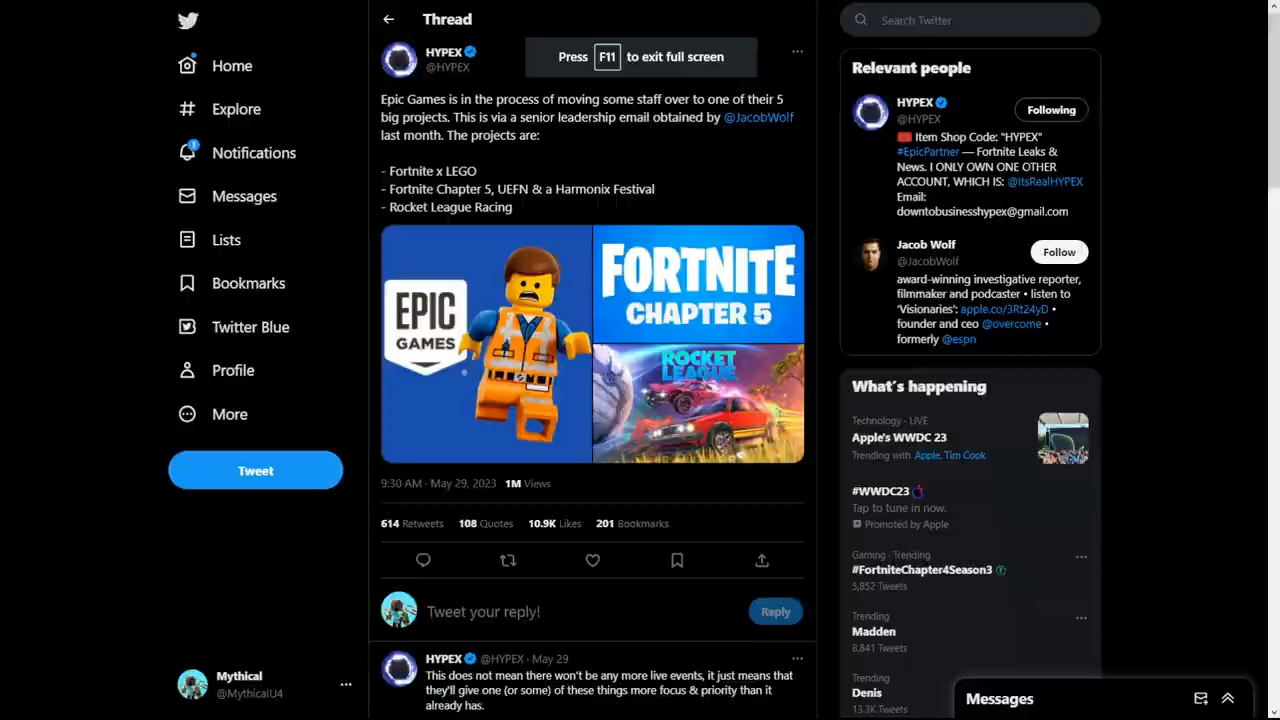 Home
Explore
1
Notifications
Messages
Lists
Bookmarks
Twitter Blue
Profile
More
Tweet
Mythical
@MythicalU4
Thread
HYPEX
@HYPEX
Press F11 to exit full screen
Epic Games is in the process of moving some staff over to one of their 5
big projects. This is via a senior leadership email obtained by @JacobWolf
last month. The projects are:
- Fortnite x LEGO
- Fortnite Chapter 5, UEFN & a Harmonix Festival
- Rocket League Racing
EPIC
GAMES
FORTNITE
CHAPTER 5
ROCKET
LEAGUE
9:30 AM · May 29, 2023 1M Views
614 Retweets 108 Quotes 10.9K Likes 201 Bookmarks
Tweet your reply!
Reply
HYPEX @HYPEX · May 29
This does not mean there won't be any more live events, it just means that
they'll give one (or some) of these things more focus & priority than it
already has.
Search Twitter
Relevant people
HYPEX
@HYPEX
Following
Item Shop Code: "HYPEX"
#EpicPartner — Fortnite Leaks &
News. I ONLY OWN ONE OTHER
ACCOUNT, WHICH IS: @ItsRealHYPEX
Email:
downtobusinesshypex@gmail.com
Jacob Wolf
@JacobWolf
Follow
award-winning investigative reporter,
filmmaker and podcaster • listen to
'Visionaries': apple.co/3Rt24yD •
founder and ceo @overcome •
formerly @espn
What's happening
Technology · LIVE
Apple's WWDC 23
Trending with Apple, Tim Cook
#WWDC23
Tap to tune in now.
Promoted by Apple
Gaming · Trending
#FortniteChapter4Season3
5,852 Tweets
Trending
Madden
8,841 Tweets
Trending
Denis
13.3K Tweets
Messages